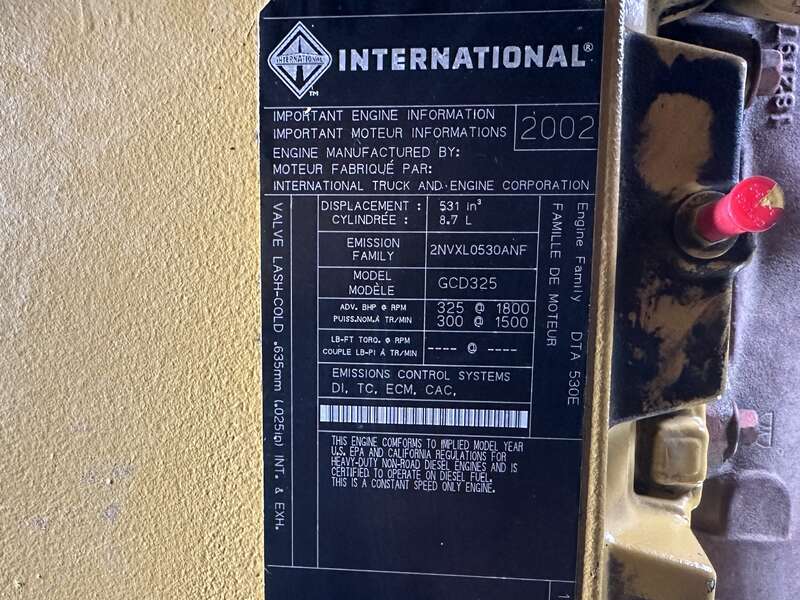 INTERNATIONAL
INTERNATIONAL®
TM
IMPORTANT ENGINE INFORMATION
IMPORTANT MOTEUR INFORMATIONS
2002
ENGINE MANUFACTURED BY:
MOTEUR FABRIQUÉ PAR:
INTERNATIONAL TRUCK AND ENGINE CORPORATION
VALVE LASH-COLD .635mm (.025in) INT. & EXH.
DISPLACEMENT : 531 in³
CYLINDRÉE : 8.7 L
EMISSION
FAMILY
2NVXL0530ANF
MODEL
MODÈLE
GCD325
ADV. BHP @ RPM 325 @ 1800
PUISS.NOM.À TR/MIN 300 @ 1500
LB-FT TORQ. @ RPM
COUPLE LB-PI À TR/MIN
---- @ ----
EMISSIONS CONTROL SYSTEMS
DI, TC, ECM, CAC,
Engine Family DTA 530E
FAMILLE DE MOTEUR
THIS ENGINE COMFORMS TO IMPLIED MODEL YEAR
U.S. EPA AND CALIFORNIA REGULATIONS FOR
HEAVY-DUTY NON-ROAD DIESEL ENGINES AND IS
CERTIFIED TO OPERATE ON DIESEL FUEL.
THIS IS A CONSTANT SPEED ONLY ENGINE.